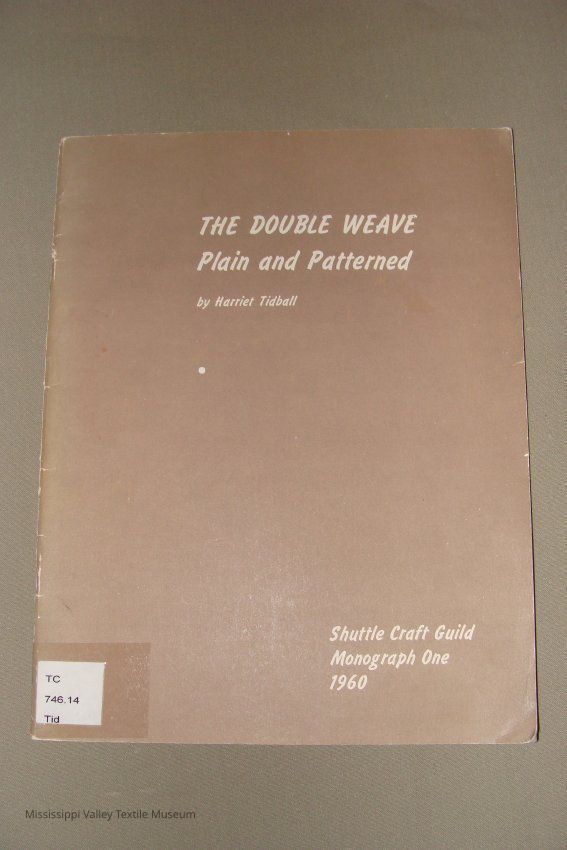 THE DOUBLE WEAVE
Plain and Patterned
by Harriet Tidball
Shuttle Craft Guild
Monograph One
1960
TC
746.14
Tid
Mississippi Valley Textile Museum